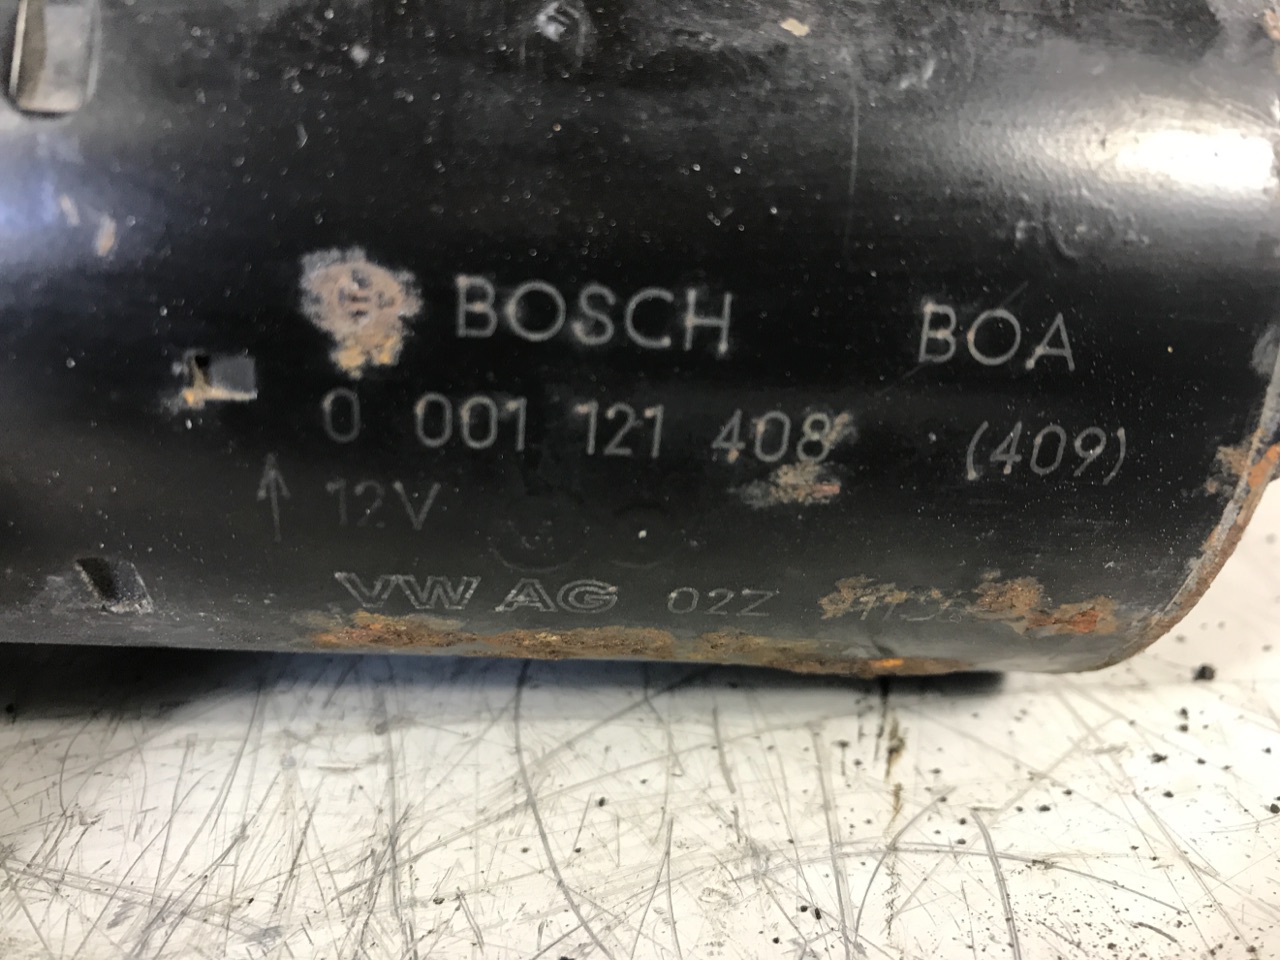 BOSCH BOA
0 001 121 408 (409)
↑ 12V
VW AG 02Z